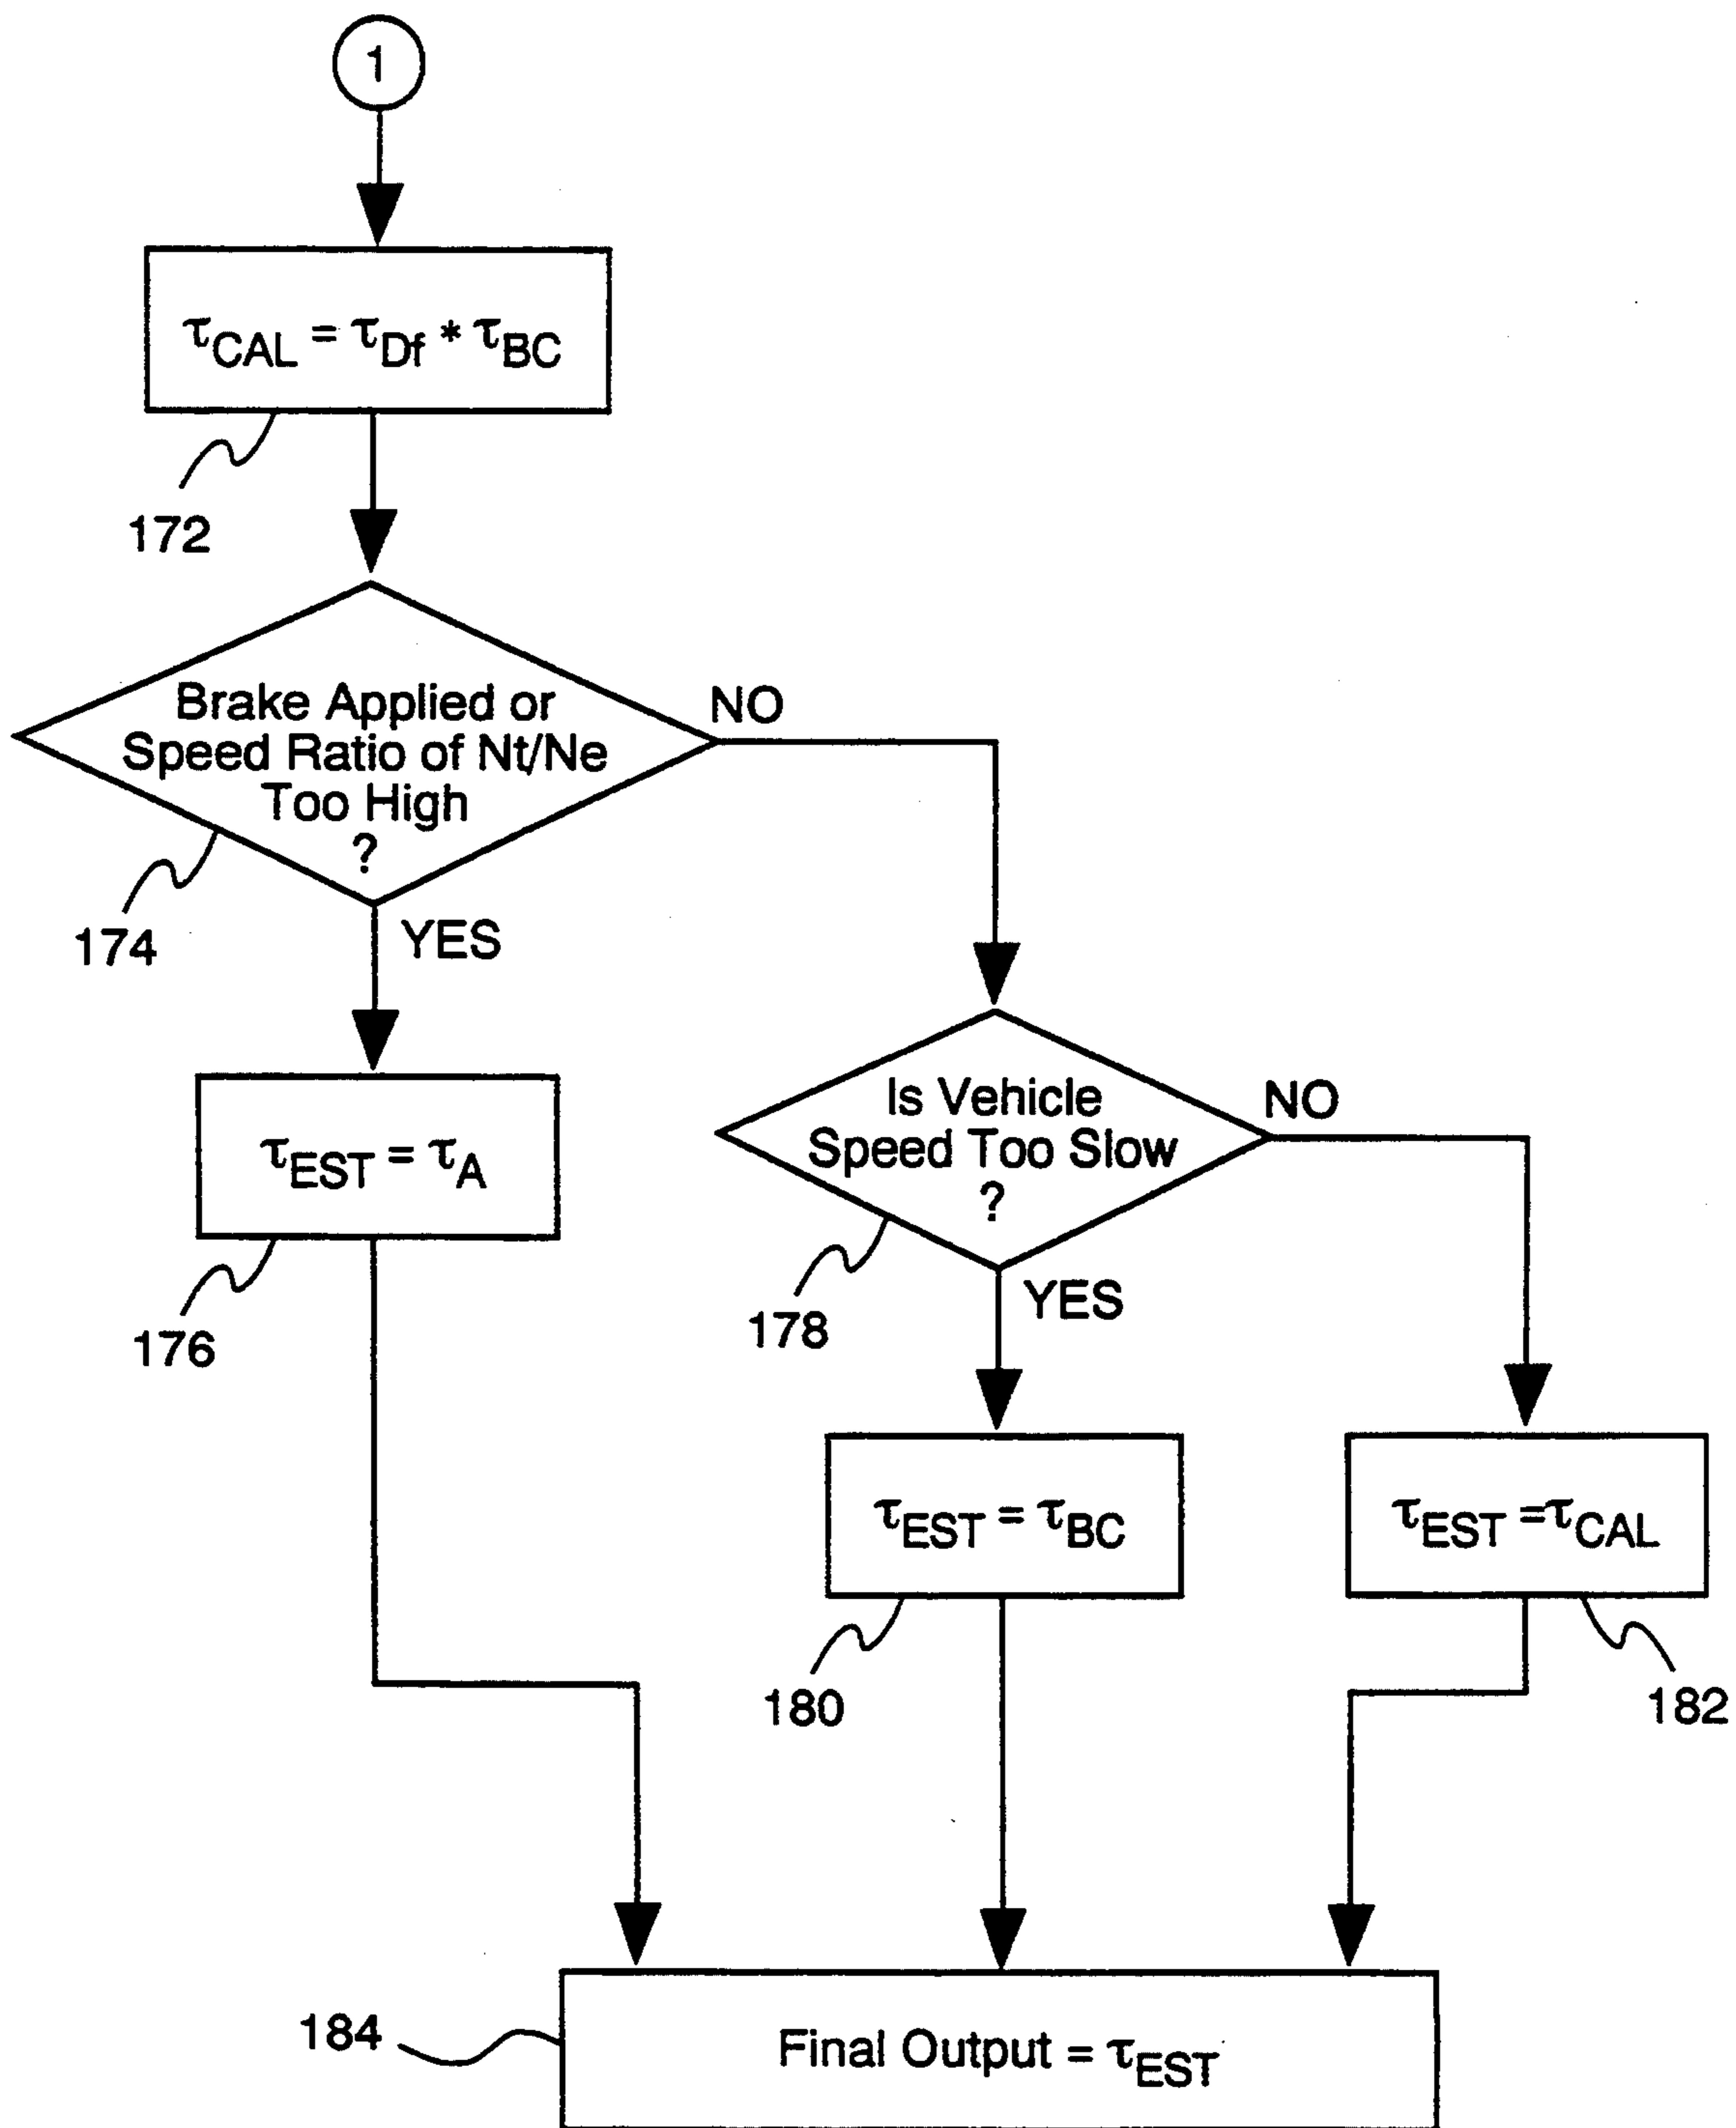 1
τCAL = τDf * τBC
172
Brake Applied or
Speed Ratio of Nt/Ne
Too High
?
NO
174
YES
τEST = τA
176
Is Vehicle
Speed Too Slow
?
NO
178
YES
τEST = τBC
180
τEST =τCAL
182
184
Final Output = τEST